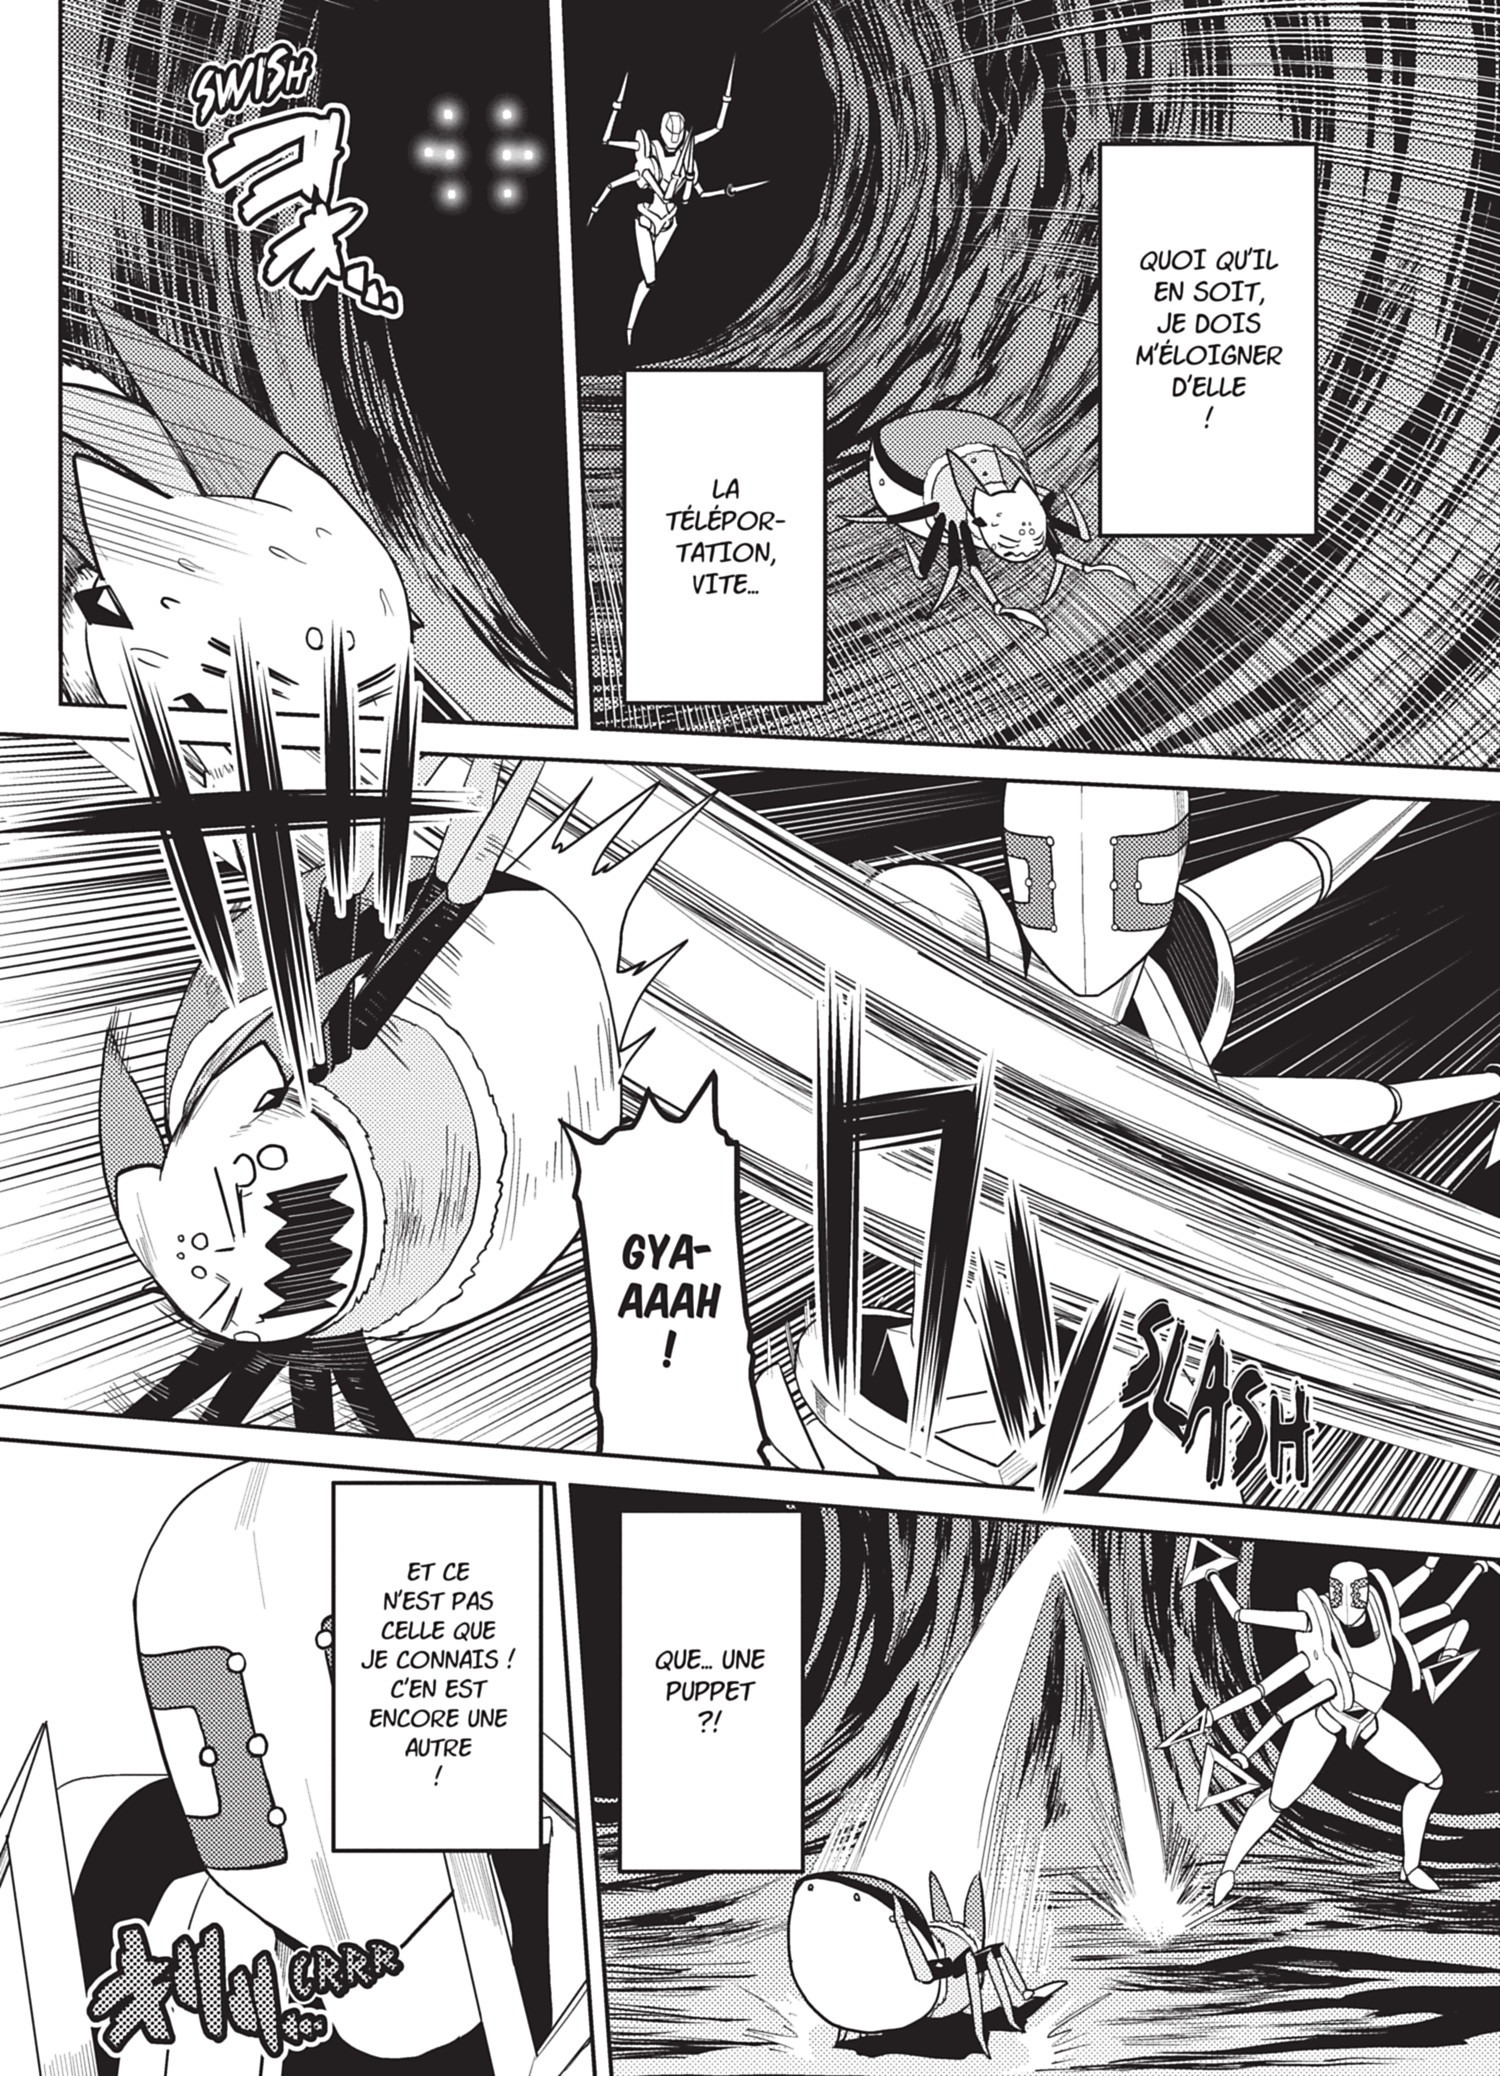 QUOI QU'IL
EN SOIT,
JE DOIS
M'ÉLOIGNER
D'ELLE
!
LA
TÉLÉPOR-
TATION,
VITE...
SWISH
GYA-
AAAH
!
SLASH
QUE... UNE
PUPPET
?!
ET CE
N'EST PAS
CELLE QUE
JE CONNAIS !
C'EN EST
ENCORE UNE
AUTRE
!
GRRR